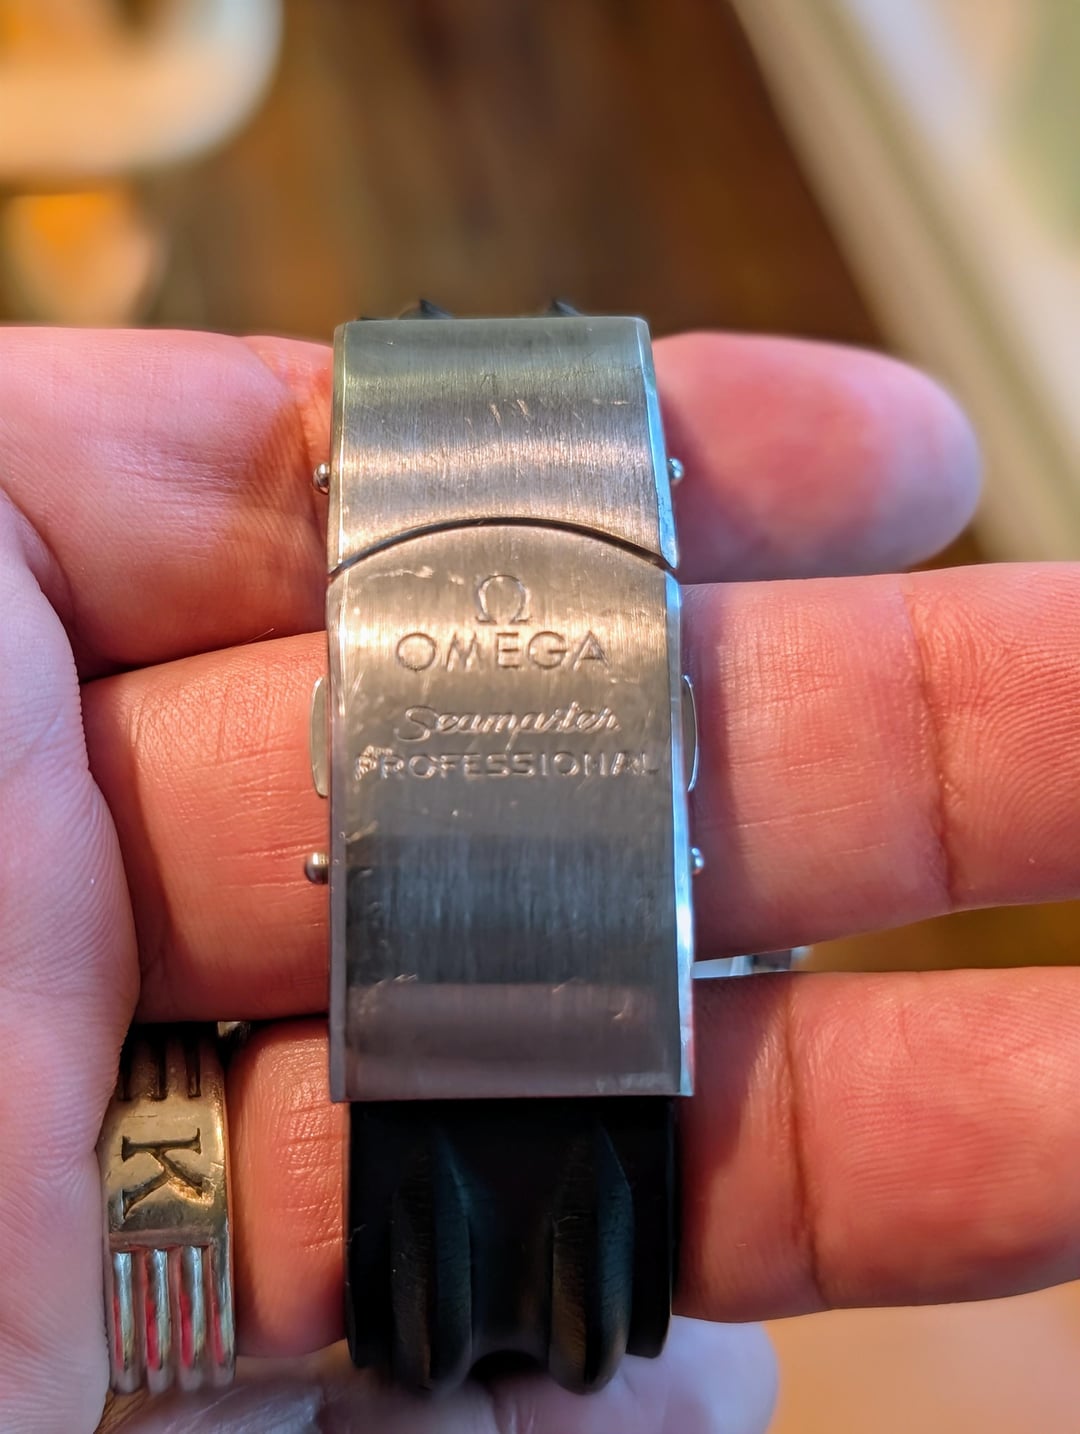 Ω
OMEGA
Seamaster
PROFESSIONAL
K